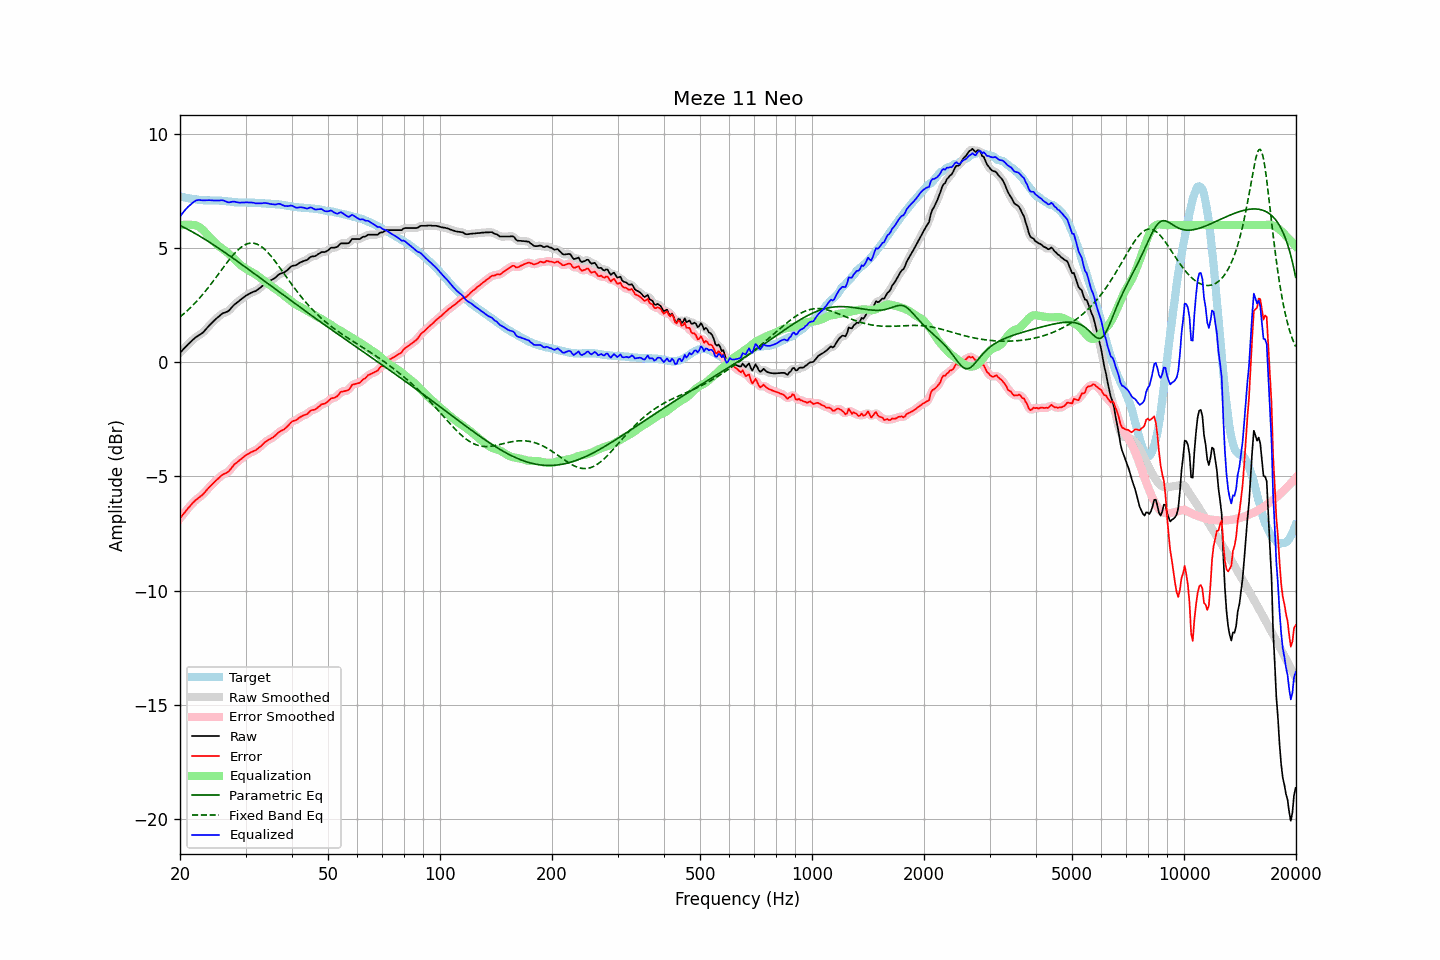 Meze 11 Neo
Amplitude (dBr)
10
5
0
−5
−10
−15
−20
Target
Raw Smoothed
Error Smoothed
Raw
Error
Equalization
Parametric Eq
Fixed Band Eq
Equalized
20 50 100 200 500 1000 2000 5000 10000 20000
Frequency (Hz)